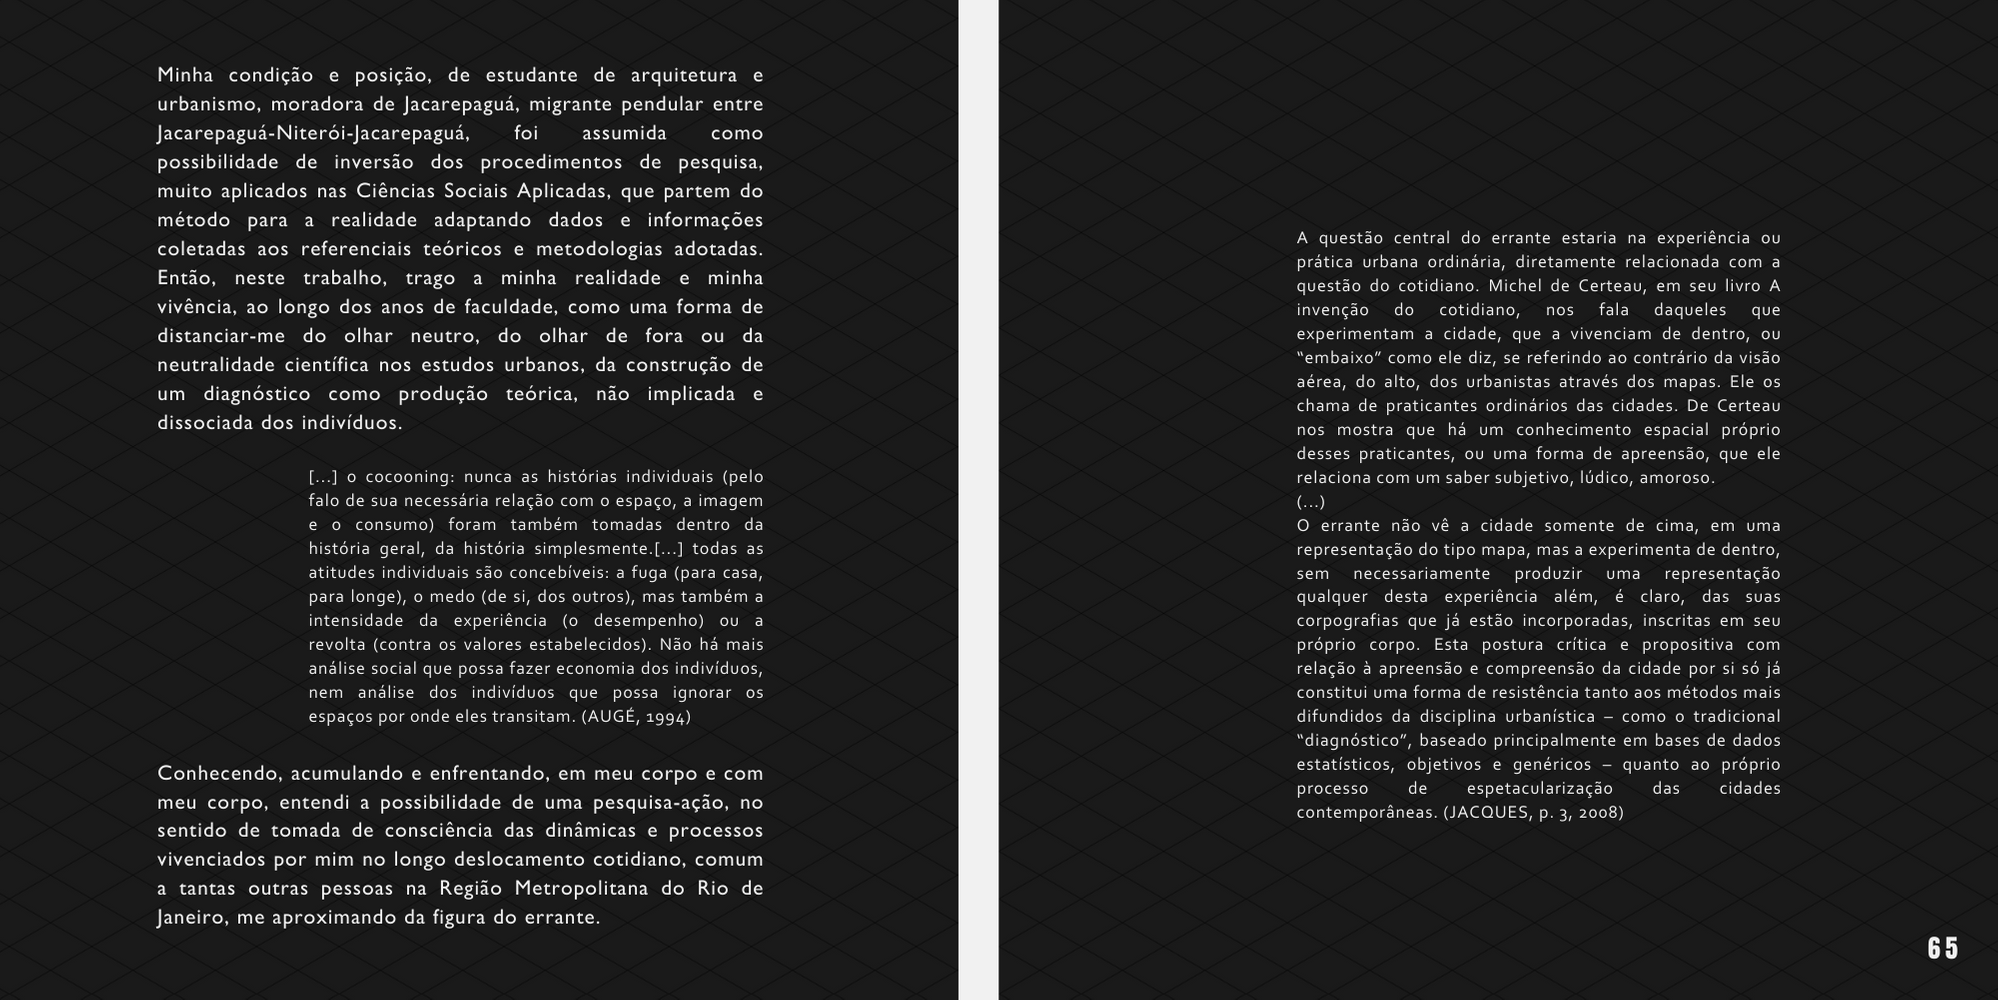 Minha condição e posição, de estudante de arquitetura e
urbanismo, moradora de Jacarepaguá, migrante pendular entre
Jacarepaguá-Niterói-Jacarepaguá, foi assumida como
possibilidade de inversão dos procedimentos de pesquisa,
muito aplicados nas Ciências Sociais Aplicadas, que partem do
método para a realidade adaptando dados e informações
coletadas aos referenciais teóricos e metodologias adotadas.
Então, neste trabalho, trago a minha realidade e minha
vivência, ao longo dos anos de faculdade, como uma forma de
distanciar-me do olhar neutro, do olhar de fora ou da
neutralidade científica nos estudos urbanos, da construção de
um diagnóstico como produção teórica, não implicada e
dissociada dos indivíduos.
[...] o cocooning: nunca as histórias individuais (pelo
falo de sua necessária relação com o espaço, a imagem
e o consumo) foram também tomadas dentro da
história geral, da história simplesmente.[...] todas as
atitudes individuais são concebíveis: a fuga (para casa,
para longe), o medo (de si, dos outros), mas também a
intensidade da experiência (o desempenho) ou a
revolta (contra os valores estabelecidos). Não há mais
análise social que possa fazer economia dos indivíduos,
nem análise dos indivíduos que possa ignorar os
espaços por onde eles transitam. (AUGÉ, 1994)
Conhecendo, acumulando e enfrentando, em meu corpo e com
meu corpo, entendi a possibilidade de uma pesquisa-ação, no
sentido de tomada de consciência das dinâmicas e processos
vivenciados por mim no longo deslocamento cotidiano, comum
a tantas outras pessoas na Região Metropolitana do Rio de
Janeiro, me aproximando da figura do errante.
A questão central do errante estaria na experiência ou
prática urbana ordinária, diretamente relacionada com a
questão do cotidiano. Michel de Certeau, em seu livro A
invenção do cotidiano, nos fala daqueles que
experimentam a cidade, que a vivenciam de dentro, ou
“embaixo” como ele diz, se referindo ao contrário da visão
aérea, do alto, dos urbanistas através dos mapas. Ele os
chama de praticantes ordinários das cidades. De Certeau
nos mostra que há um conhecimento espacial próprio
desses praticantes, ou uma forma de apreensão, que ele
relaciona com um saber subjetivo, lúdico, amoroso.
(...)
O errante não vê a cidade somente de cima, em uma
representação do tipo mapa, mas a experimenta de dentro,
sem necessariamente produzir uma representação
qualquer desta experiência além, é claro, das suas
corpografias que já estão incorporadas, inscritas em seu
próprio corpo. Esta postura crítica e propositiva com
relação à apreensão e compreensão da cidade por si só já
constitui uma forma de resistência tanto aos métodos mais
difundidos da disciplina urbanística – como o tradicional
“diagnóstico”, baseado principalmente em bases de dados
estatísticos, objetivos e genéricos – quanto ao próprio
processo de espetacularização das cidades
contemporâneas. (JACQUES, p. 3, 2008)
65